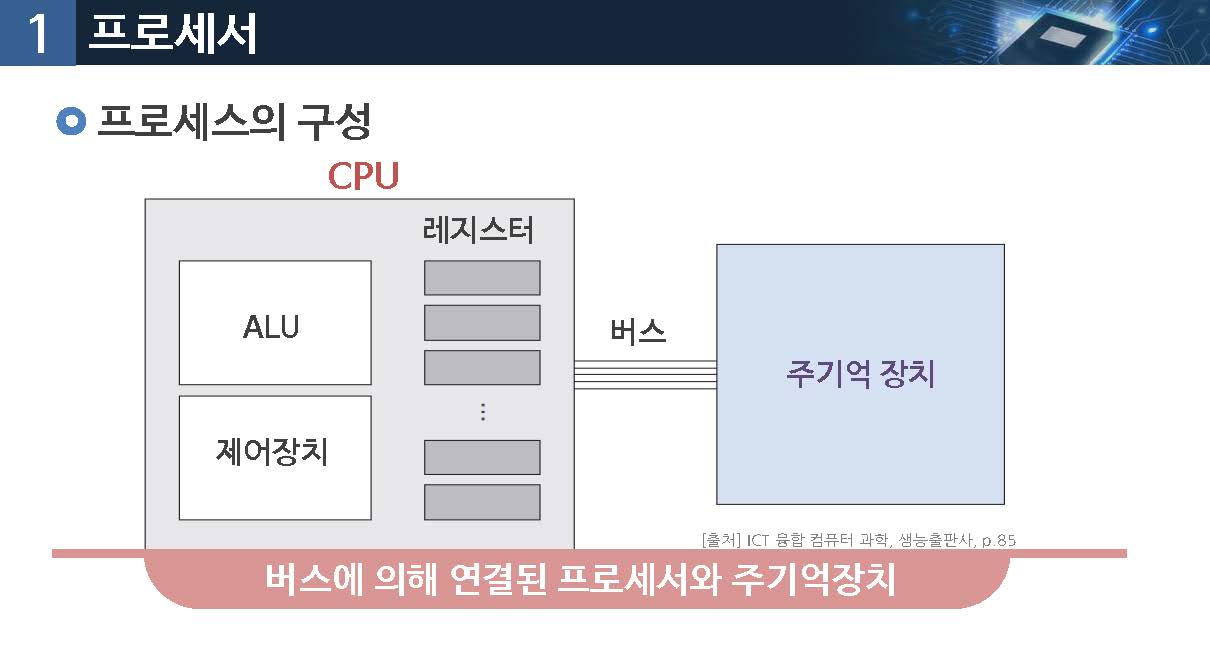 1 프로세서
프로세스의 구성
CPU
레지스터
ALU
제어장치
⋮
버스
주기억 장치
[출처] ICT 융합 컴퓨터 과학, 생능출판사, p.85
버스에 의해 연결된 프로세서와 주기억장치